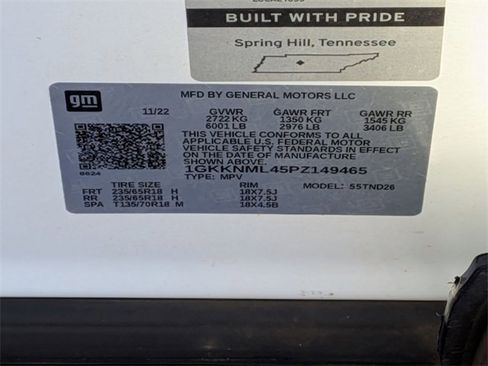 BUILT WITH PRIDE
Spring Hill, Tennessee
gm
MFD BY GENERAL MOTORS LLC
11/22 GVWR GAWR FRT GAWR RR
2722 KG 1350 KG 1545 KG
6001 LB 2976 LB 3406 LB
THIS VEHICLE CONFORMS TO ALL
APPLICABLE U.S. FEDERAL MOTOR
VEHICLE SAFETY STANDARDS IN EFFECT
ON THE DATE OF MANUFACTURE
SHOWN ABOVE.
1GKKNML45PZ149465
TYPE: MPV
8624
TIRE SIZE RIM MODEL: 5STND26
FRT 235/65R18 H 18X7.5J
RR 235/65R18 H 18X7.5J
SPA T135/70R18 M 18X4.5B